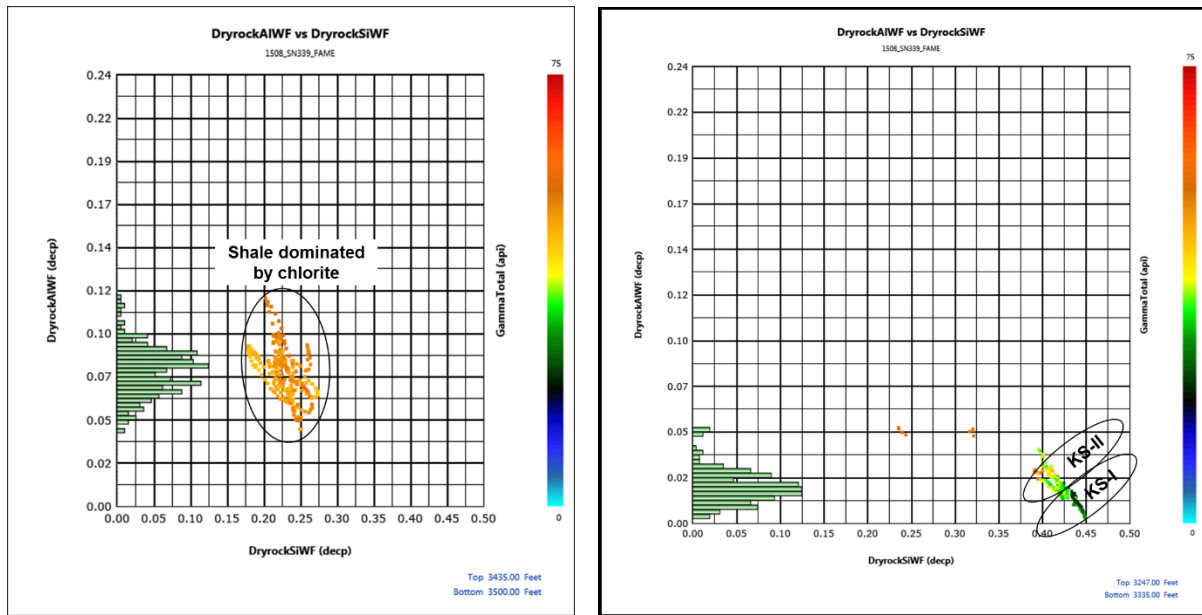 DryrockAlWF vs DryrockSiWF
1508_SN339_FAME
DryrockAlWF (decp)
0.24
0.22
0.19
0.17
0.14
0.12
0.10
0.07
0.05
0.02
0.00
Shale dominated
by chlorite
0.00 0.05 0.10 0.15 0.20 0.25 0.30 0.35 0.40 0.45 0.50
DryrockSiWF (decp)
75
GammaTotal (api)
0
Top 3435.00 Feet
Bottom 3500.00 Feet
DryrockAlWF vs DryrockSiWF
1508_SN339_FAME
DryrockAlWF (decp)
0.24
0.22
0.19
0.17
0.14
0.12
0.10
0.07
0.05
0.02
0.00
KS-II
KS-I
0.00 0.05 0.10 0.15 0.20 0.25 0.30 0.35 0.40 0.45 0.50
DryrockSiWF (decp)
75
GammaTotal (api)
0
Top 3247.00 Feet
Bottom 3335.00 Feet